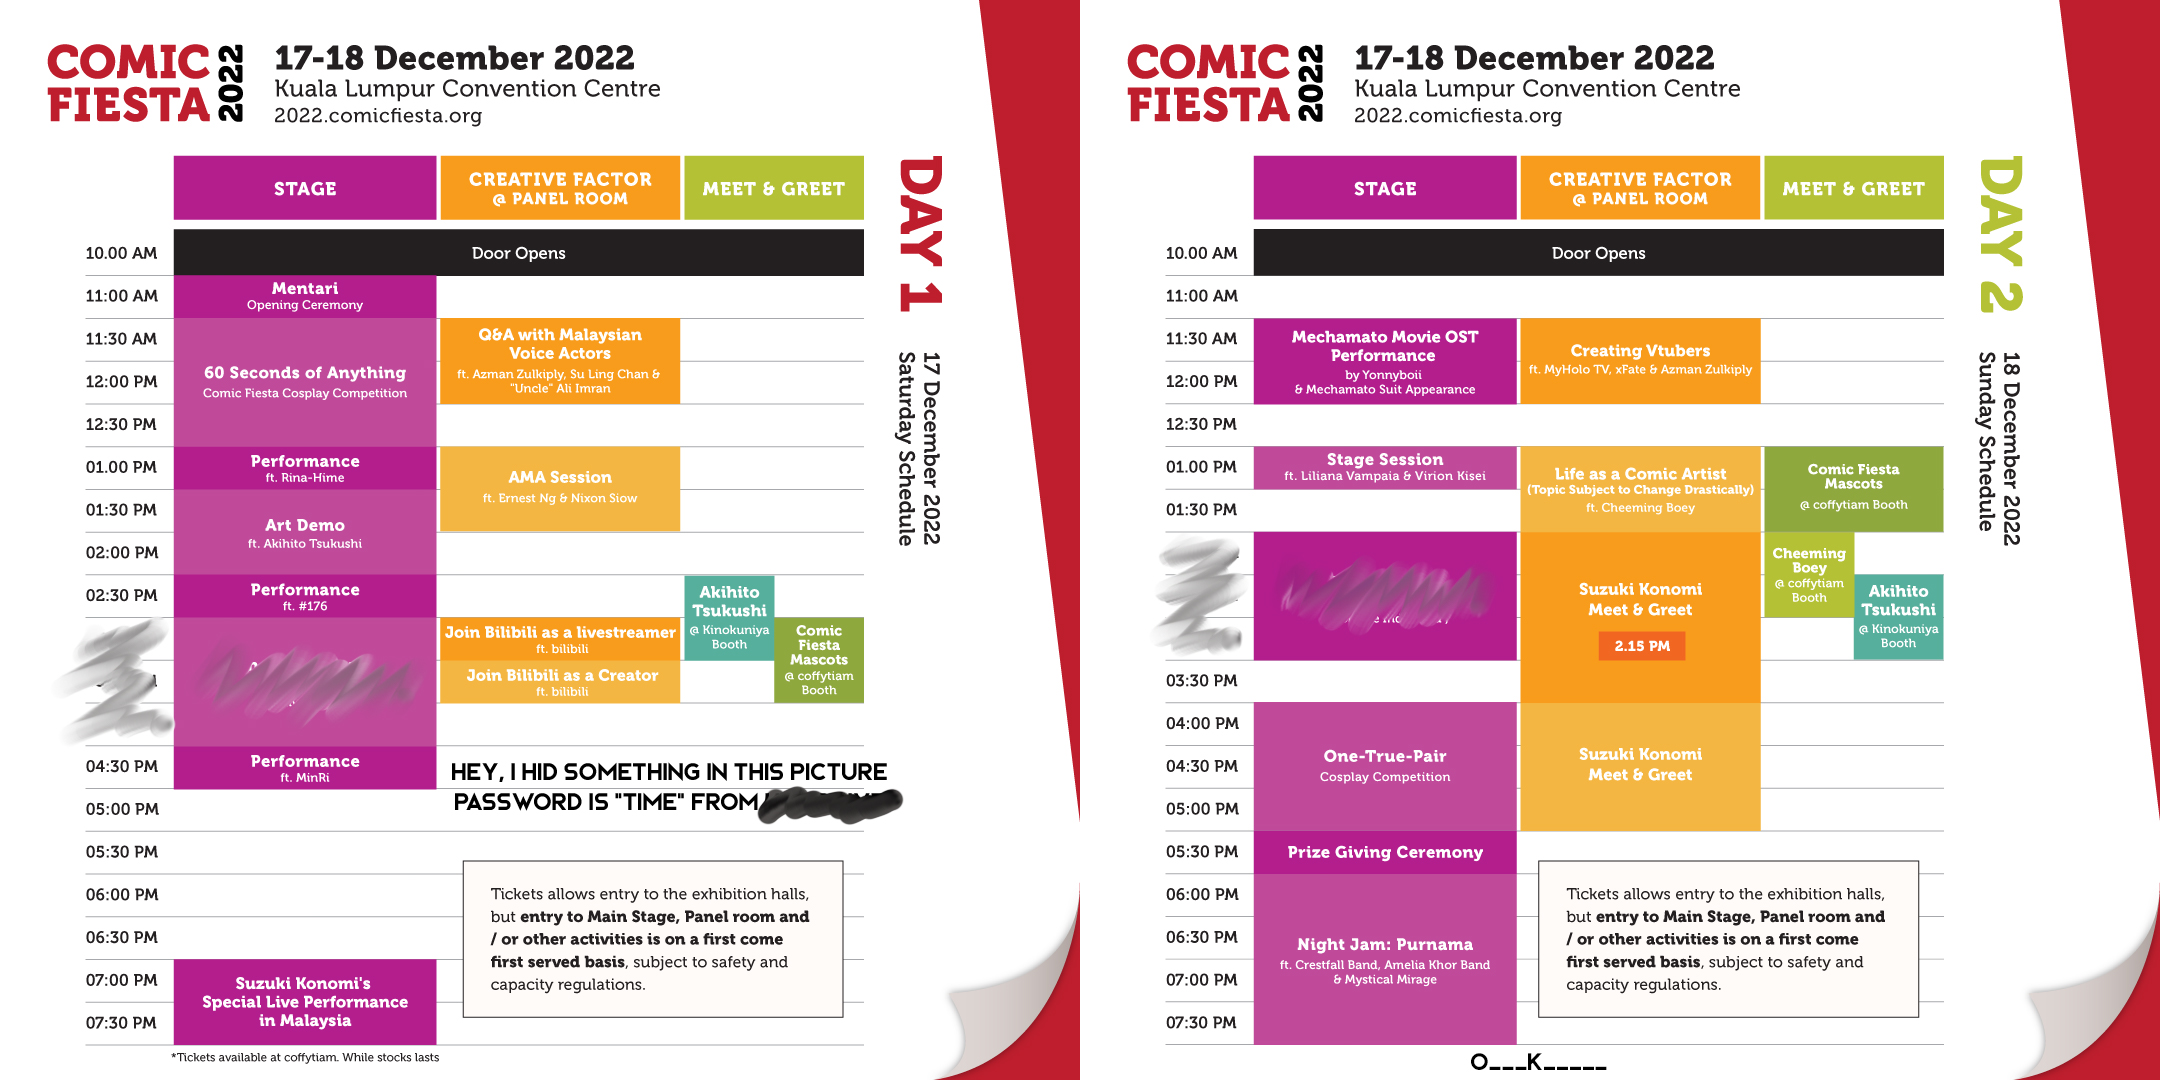 COMIC
FIESTA
2022
17-18 December 2022
Kuala Lumpur Convention Centre
2022.comicfiesta.org
STAGE
CREATIVE FACTOR
@ PANEL ROOM
MEET & GREET
DAY 1
17 December 2022
Saturday Schedule
10.00 AM
Door Opens
11:00 AM
Mentari
Opening Ceremony
11:30 AM
12:00 PM
12:30 PM
60 Seconds of Anything
Comic Fiesta Cosplay Competition
Q&A with Malaysian
Voice Actors
ft. Azman Zulkiply, Su Ling Chan &
"Uncle" Ali Imran
01.00 PM
Performance
ft. Rina-Hime
AMA Session
ft. Ernest Ng & Nixon Siow
01:30 PM
02:00 PM
Art Demo
ft. Akihito Tsukushi
02:30 PM
Performance
ft. #176
Akihito
Tsukushi
@ Kinokuniya
Booth
Join Bilibili as a livestreamer
ft. bilibili
Join Bilibili as a Creator
ft. bilibili
Comic
Fiesta
Mascots
@ coffytiam
Booth
04:30 PM
Performance
ft. MinRi
HEY, I HID SOMETHING IN THIS PICTURE
PASSWORD IS "TIME" FROM
05:00 PM
05:30 PM
06:00 PM
06:30 PM
07:00 PM
07:30 PM
Suzuki Konomi's
Special Live Performance
in Malaysia
Tickets allows entry to the exhibition halls,
but entry to Main Stage, Panel room and
/ or other activities is on a first come
first served basis, subject to safety and
capacity regulations.
*Tickets available at coffytiam. While stocks lasts
COMIC
FIESTA
2022
17-18 December 2022
Kuala Lumpur Convention Centre
2022.comicfiesta.org
STAGE
CREATIVE FACTOR
@ PANEL ROOM
MEET & GREET
DAY 2
18 December 2022
Sunday Schedule
10.00 AM
Door Opens
11:00 AM
11:30 AM
12:00 PM
Mechamato Movie OST
Performance
by Yonnyboii
& Mechamato Suit Appearance
Creating Vtubers
ft. MyHolo TV, xFate & Azman Zulkiply
12:30 PM
01.00 PM
Stage Session
ft. Liliana Vampaia & Virion Kisei
01:30 PM
Life as a Comic Artist
(Topic Subject to Change Drastically)
ft. Cheeming Boey
Comic Fiesta
Mascots
@ coffytiam Booth
Suzuki Konomi
Meet & Greet
2.15 PM
Cheeming
Boey
@ coffytiam
Booth
Akihito
Tsukushi
@ Kinokuniya
Booth
03:30 PM
04:00 PM
04:30 PM
05:00 PM
One-True-Pair
Cosplay Competition
Suzuki Konomi
Meet & Greet
05:30 PM
Prize Giving Ceremony
06:00 PM
06:30 PM
07:00 PM
07:30 PM
Night Jam: Purnama
ft. Crestfall Band, Amelia Khor Band
& Mystical Mirage
Tickets allows entry to the exhibition halls,
but entry to Main Stage, Panel room and
/ or other activities is on a first come
first served basis, subject to safety and
capacity regulations.
O___K_____